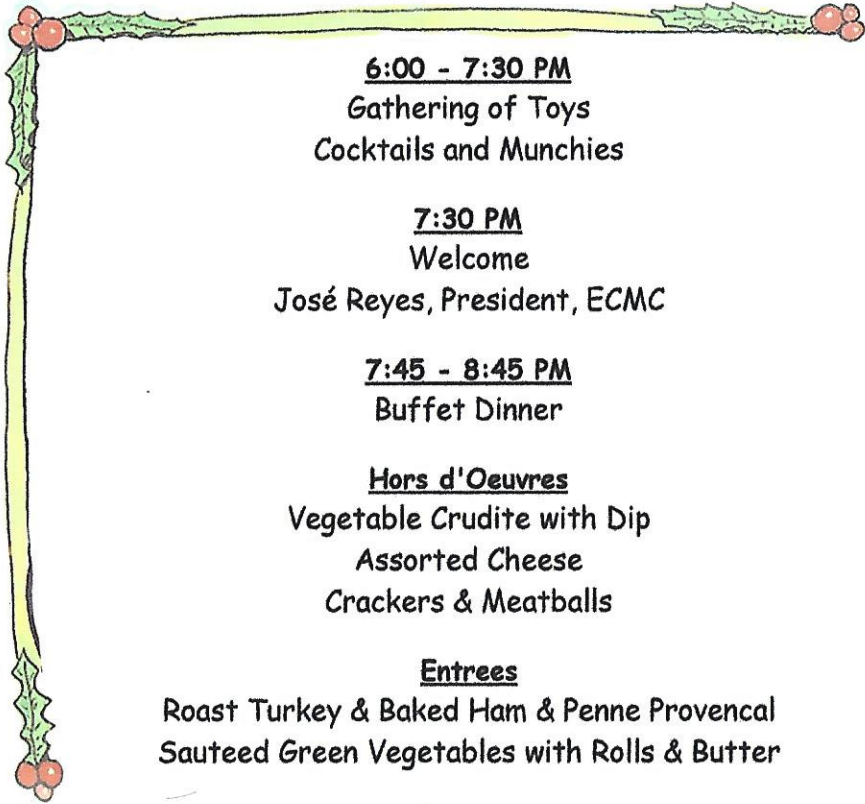 6:00 - 7:30 PM
Gathering of Toys
Cocktails and Munchies
7:30 PM
Welcome
José Reyes, President, ECMC
7:45 - 8:45 PM
Buffet Dinner
Hors d'Oeuvres
Vegetable Crudite with Dip
Assorted Cheese
Crackers & Meatballs
Entrees
Roast Turkey & Baked Ham & Penne Provencal
Sauteed Green Vegetables with Rolls & Butter